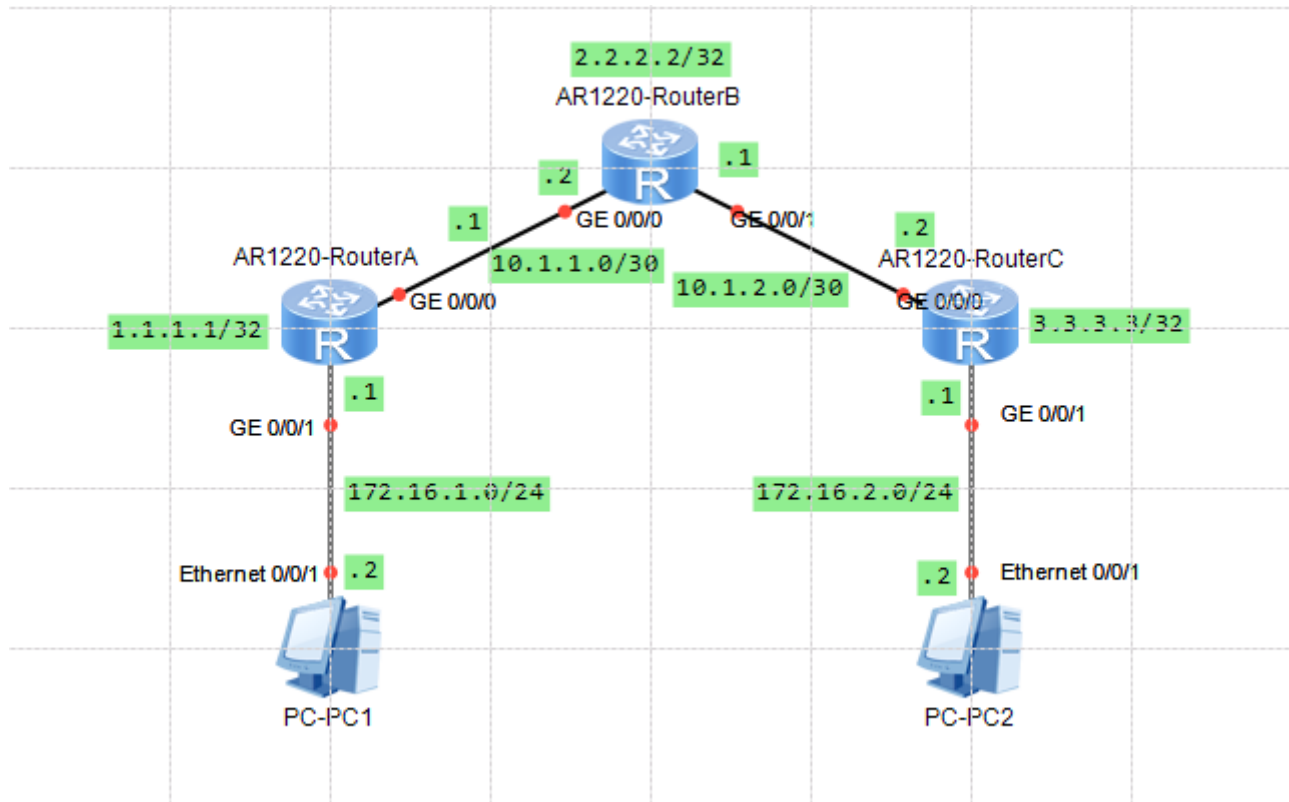 2.2.2.2/32
AR1220-RouterB
.1
.2
R
GE 0/0/0
GE 0/0/1
.1
.2
AR1220-RouterA
AR1220-RouterC
10.1.1.0/30
10.1.2.0/30
GE 0/0/0
GE 0/0/0
1.1.1.1/32
R
R
3.3.3.3/32
.1
.1
GE 0/0/1
GE 0/0/1
172.16.1.0/24
172.16.2.0/24
Ethernet 0/0/1
.2
.2
Ethernet 0/0/1
PC-PC1
PC-PC2